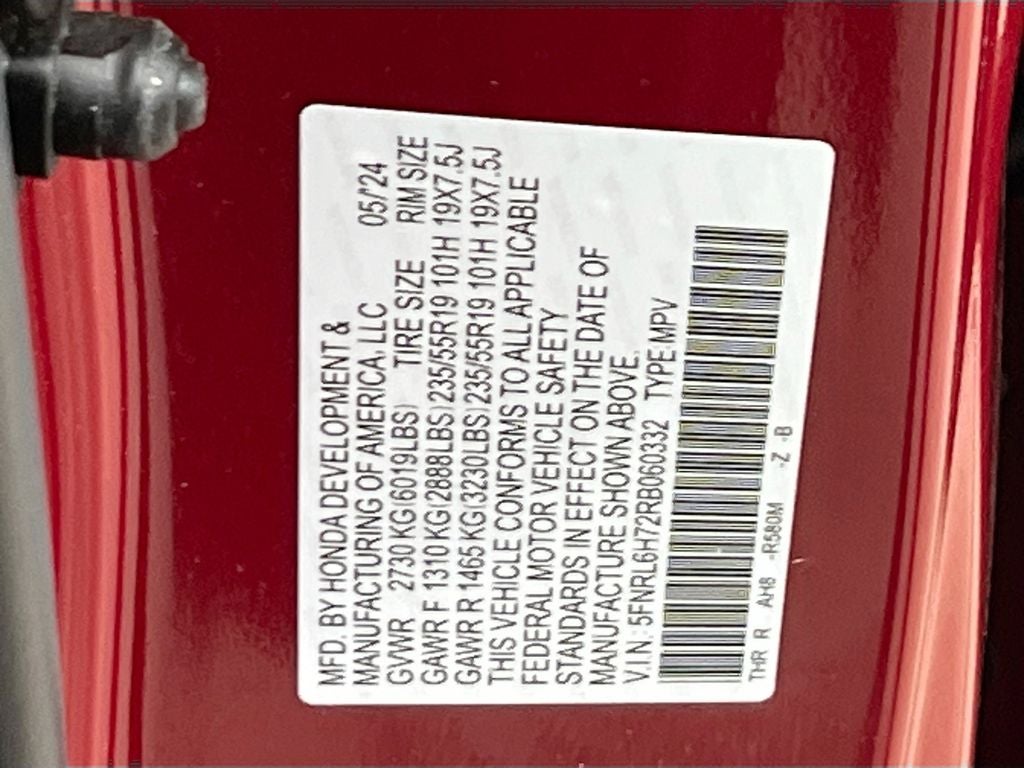 MFD. BY HONDA DEVELOPMENT &
MANUFACTURING OF AMERICA, LLC 05/'24
GVWR 2730 KG(6019LBS) TIRE SIZE RIM SIZE
GAWR F 1310 KG(2888LBS) 235/55R19 101H 19X7.5J
GAWR R 1465 KG(3230LBS) 235/55R19 101H 19X7.5J
THIS VEHICLE CONFORMS TO ALL APPLICABLE
FEDERAL MOTOR VEHICLE SAFETY
STANDARDS IN EFFECT ON THE DATE OF
MANUFACTURE SHOWN ABOVE.
V.I.N.: 5FNRL6H72RB060332 TYPE:MPV
THR R AH8 -R580M -Z -B